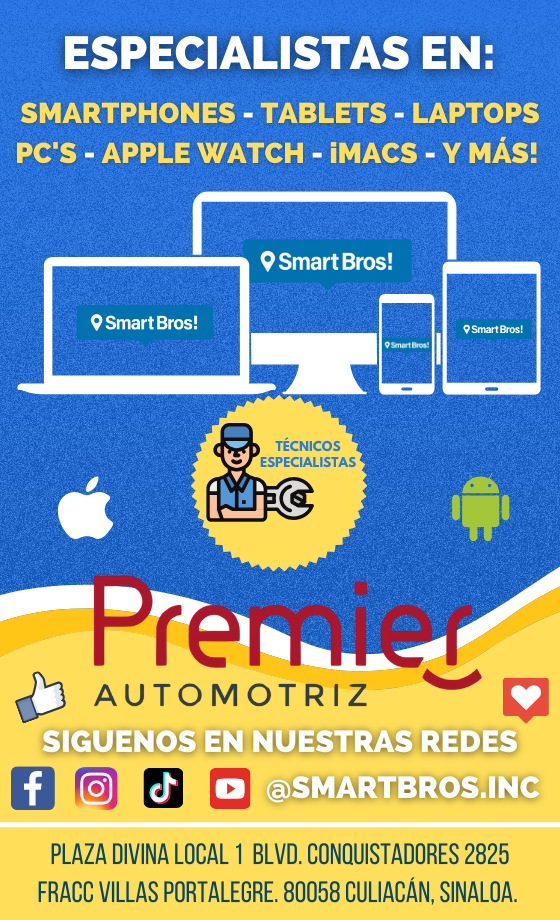 ESPECIALISTAS EN:
SMARTPHONES - TABLETS - LAPTOPS
PC'S - APPLE WATCH - iMACS - Y MÁS!
Smart Bros!
Smart Bros!
Smart Bros!
Smart Bros!
TÉCNICOS
ESPECIALISTAS
Premier
AUTOMOTRIZ
SIGUENOS EN NUESTRAS REDES
@SMARTBROS.INC
PLAZA DIVINA LOCAL 1 BLVD. CONQUISTADORES 2825
FRACC VILLAS PORTALEGRE. 80058 CULIACÁN, SINALOA.